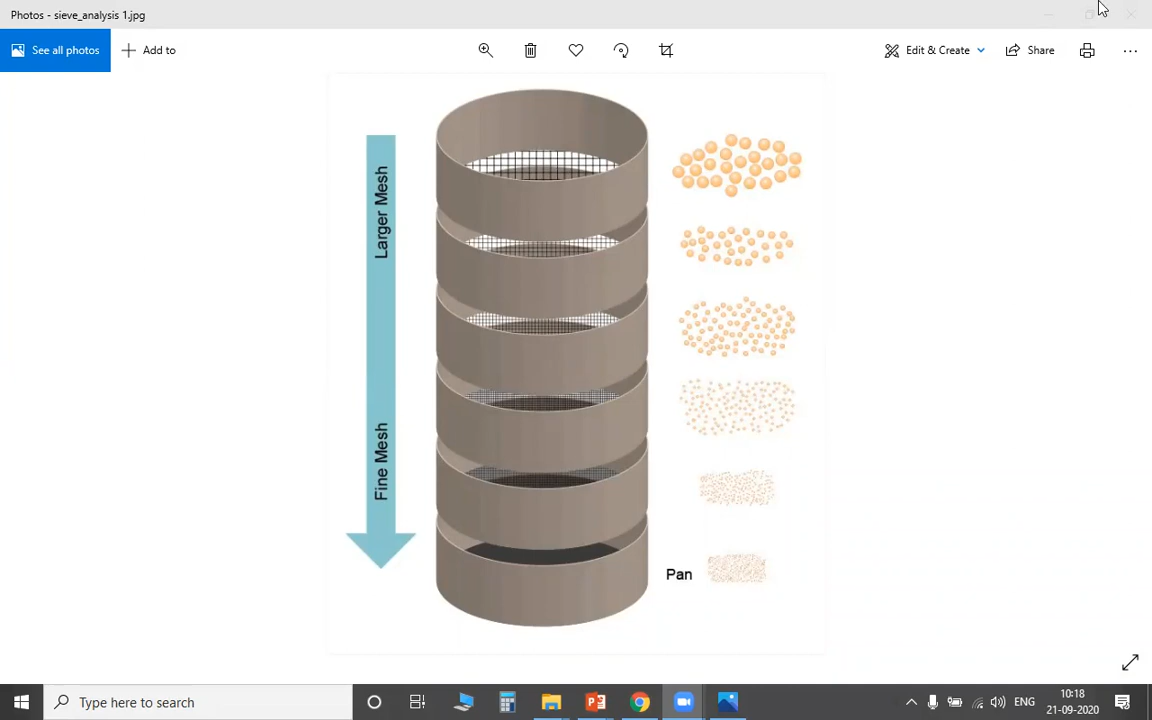 Photos - sieve_analysis 1.jpg
See all photos
Add to
Edit & Create
Share
Larger Mesh
Fine Mesh
Pan
Type here to search
ENG
10:18
21-09-2020